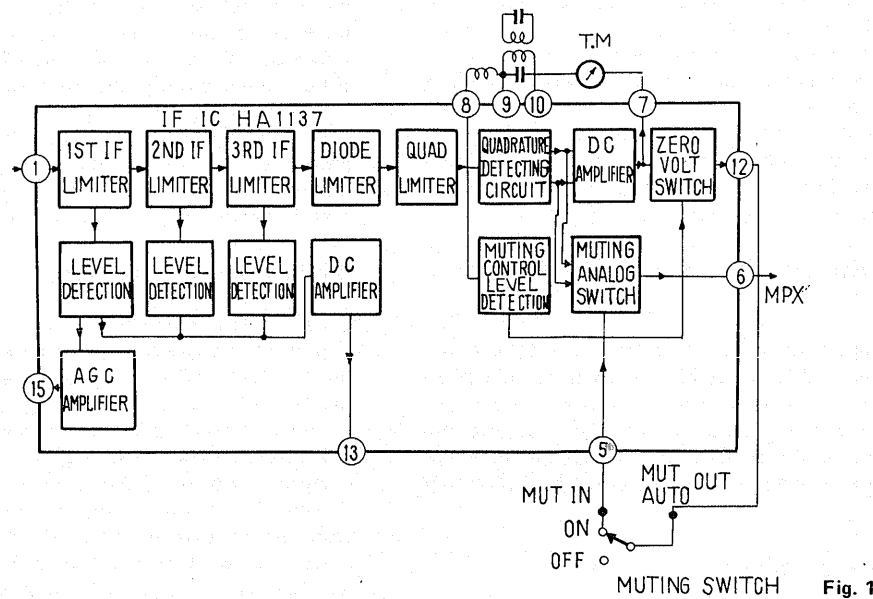 T.M
8
9
10
7
IF IC HA1137
1
1ST IF
LIMITER
2ND IF
LIMITER
3RD IF
LIMITER
DIODE
LIMITER
QUAD
LIMITER
QUADRATURE
DETECTING
CIRCUIT
DC
AMPLIFIER
ZERO
VOLT
SWITCH
12
LEVEL
DETECTION
LEVEL
DETECTION
LEVEL
DETECTION
DC
AMPLIFIER
MUTING
CONTROL
LEVEL
DETECTION
MUTING
ANALOG
SWITCH
6
MPX
15
AGC
AMPLIFIER
13
5
MUT IN
MUT OUT
AUTO
ON
OFF
MUTING SWITCH
Fig. 1